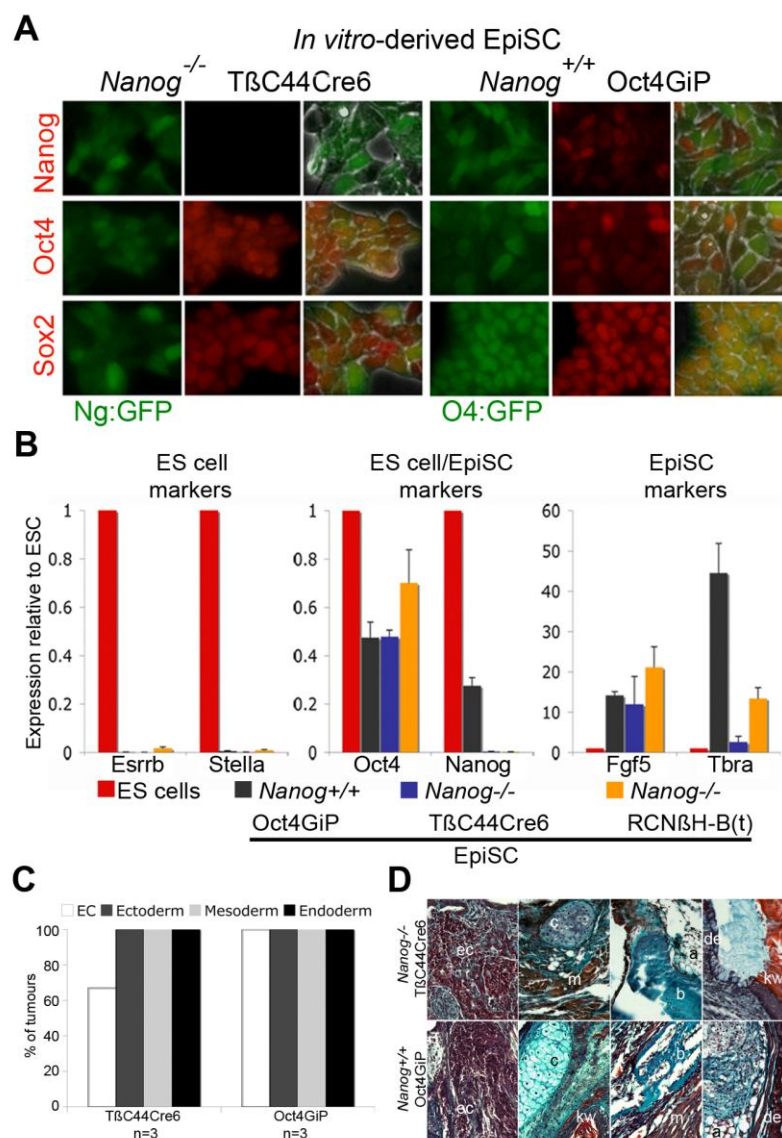 A
In vitro-derived EpiSC
Nanog -/- TßC44Cre6
Nanog +/+ Oct4GiP
Nanog
Oct4
Sox2
Ng:GFP
O4:GFP
B
ES cell markers
ES cell/EpiSC markers
EpiSC markers
Expression relative to ESC
1
0.8
0.6
0.4
0.2
0
Esrrb
Stella
1
0.8
0.6
0.4
0.2
0
Oct4
Nanog
60
50
40
30
20
10
0
Fgf5
Tbra
ES cells
Nanog+/+
Nanog-/-
Nanog-/-
Oct4GiP
TßC44Cre6
RCNßH-B(t)
EpiSC
C
EC
Ectoderm
Mesoderm
Endoderm
% of tumours
100
80
60
40
20
0
TßC44Cre6
n=3
Oct4GiP
n=3
D
Nanog-/-
TßC44Cre6
ec
c
m
a
b
de
kw
Nanog+/+
Oct4GiP
ec
c
kw
b
m
a
de